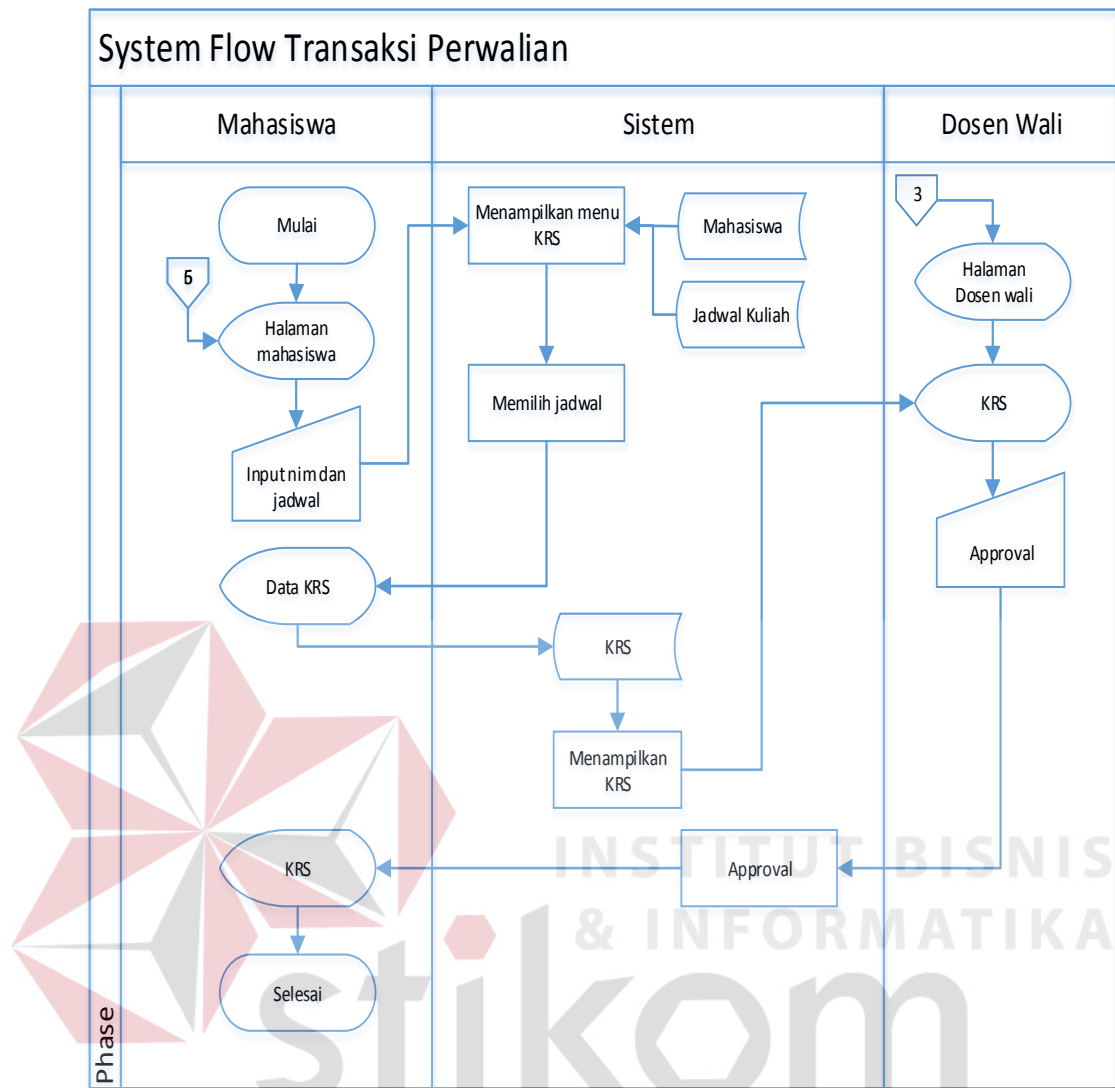 System Flow Transaksi Perwalian
Phase
Mahasiswa
Sistem
Dosen Wali
Mulai
Halaman
mahasiswa
Input nim dan
jadwal
Data KRS
KRS
Selesai
Menampilkan menu
KRS
Mahasiswa
Jadwal Kuliah
Memilih jadwal
KRS
Menampilkan
KRS
Approval
3
Halaman
Dosen wali
KRS
Approval
INSTITUT BISNIS
& INFORMATIKA
stikom